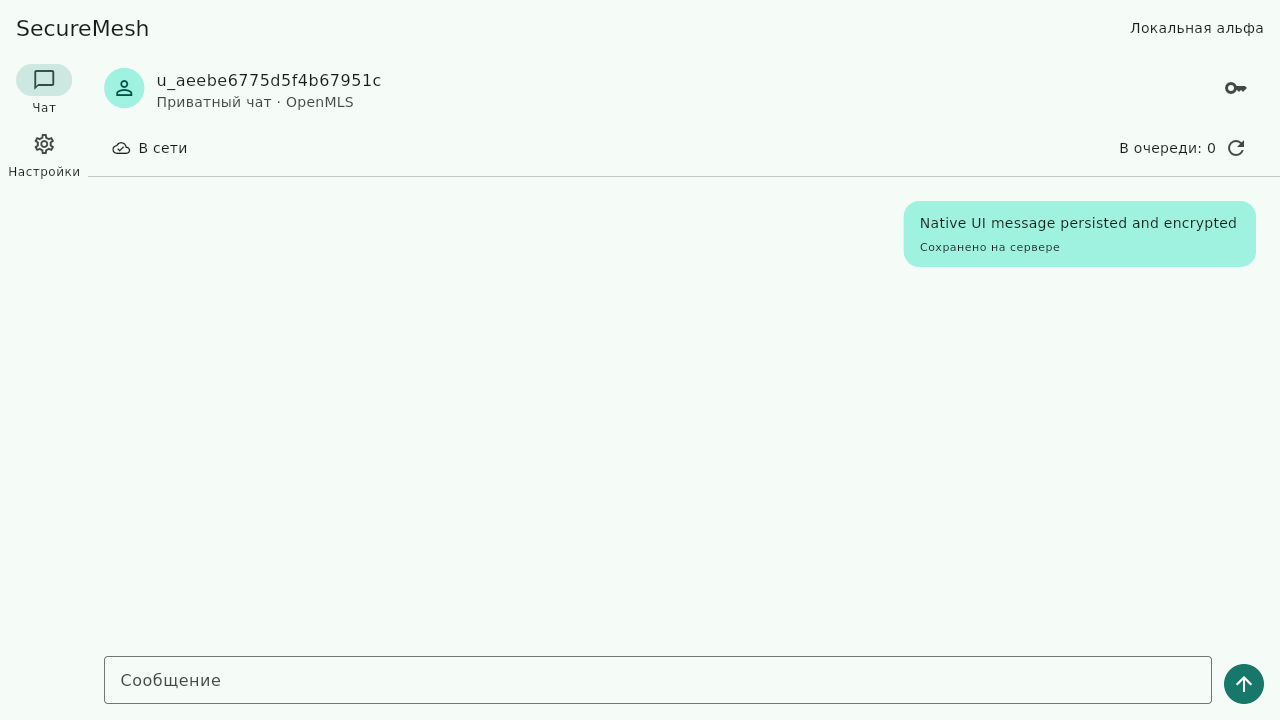 SecureMesh
Локальная альфа
Чат
Настройки
u_aeebe6775d5f4b67951c
Приватный чат · OpenMLS
В сети
В очереди: 0
Native UI message persisted and encrypted
Сохранено на сервере
Сообщение